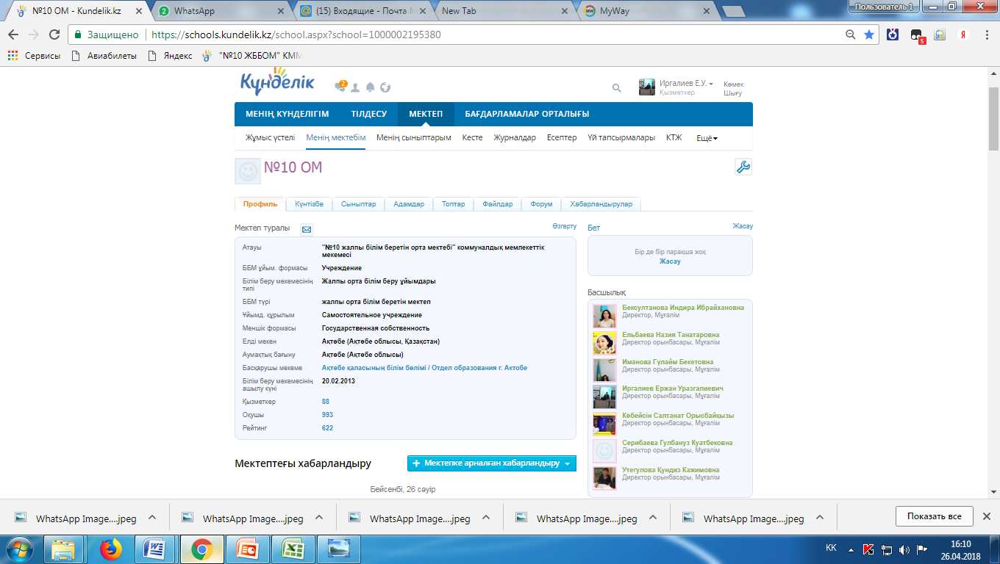 №10 ОМ - Kundelik.kz
WhatsApp
(15) Входящие - Почта
New Tab
MyWay
Пользователь 1
Защищено
https://schools.kundelik.kz/school.aspx?school=1000002195380
5
Я
Сервисы
Авиабилеты
Яндекс
"№10 ЖББОМ" КММ
Күнделік
2
Иргалиев Е.У.
Қызметкер
Көмек
Шығу
МЕНІҢ КҮНДЕЛІГІМ
ТІЛДЕСУ
МЕКТЕП
БАҒДАРЛАМАЛАР ОРТАЛЫҒЫ
Жұмыс үстелі
Менің мектебім
Менің сыныптарым
Кесте
Журналдар
Есептер
Үй тапсырмалары
КТЖ
Ещё
№10 ОМ
Профиль
Күнтізбе
Сыныптар
Адамдар
Топтар
Файлдар
Форум
Хабарландырулар
Мектеп туралы
Өзгерту
Атауы
"№10 жалпы білім беретін орта мектебі" коммуналдық мемлекеттік
мекемесі
ББМ ұйым. формасы
Учреждение
Білім беру мекемесінің
типі
Жалпы орта білім беру ұйымдары
ББМ түрі
жалпы орта білім беретін мектеп
Ұйымд. құрылым
Самостоятельное учреждение
Меншік формасы
Государственная собственность
Елді мекен
Ақтөбе (Ақтөбе облысы, Қазақстан)
Аумақтық бағыну
Ақтөбе (Ақтөбе облысы)
Басқарушы мекеме
Ақтөбе қаласының білім бөлімі / Отдел образования г. Актобе
Білім беру мекемесінің
ашылу күні
20.02.2013
Қызметкер
88
Оқушы
993
Рейтинг
622
Бет
Жасау
Бір де бір парақша жоқ
Жасау
Басшылық
Бексултанова Индира Ибрайхановна
Директор, Мұғалім
Ельбаева Назия Танатаровна
Директор орынбасары, Мұғалім
Иманова Гүлайм Бекетовна
Директор орынбасары, Мұғалім
Иргалиев Ержан Уразгалиевич
Директор орынбасары, Мұғалім
Көбейсін Салтанат Орысбайқызы
Директор орынбасары, Мұғалім
Серибаева Гулбануз Куатбековна
Директор орынбасары, Мұғалім
Утегулова Қундиз Кажимовна
Директор орынбасары, Мұғалім
Мектептеғы хабарландыру
Мектепке арналған хабарландыру
Бейсенбі, 26 сәуір
WhatsApp Image....jpeg
WhatsApp Image....jpeg
WhatsApp Image....jpeg
WhatsApp Image....jpeg
WhatsApp Image....jpeg
Показать все
KK
16:10
26.04.2018